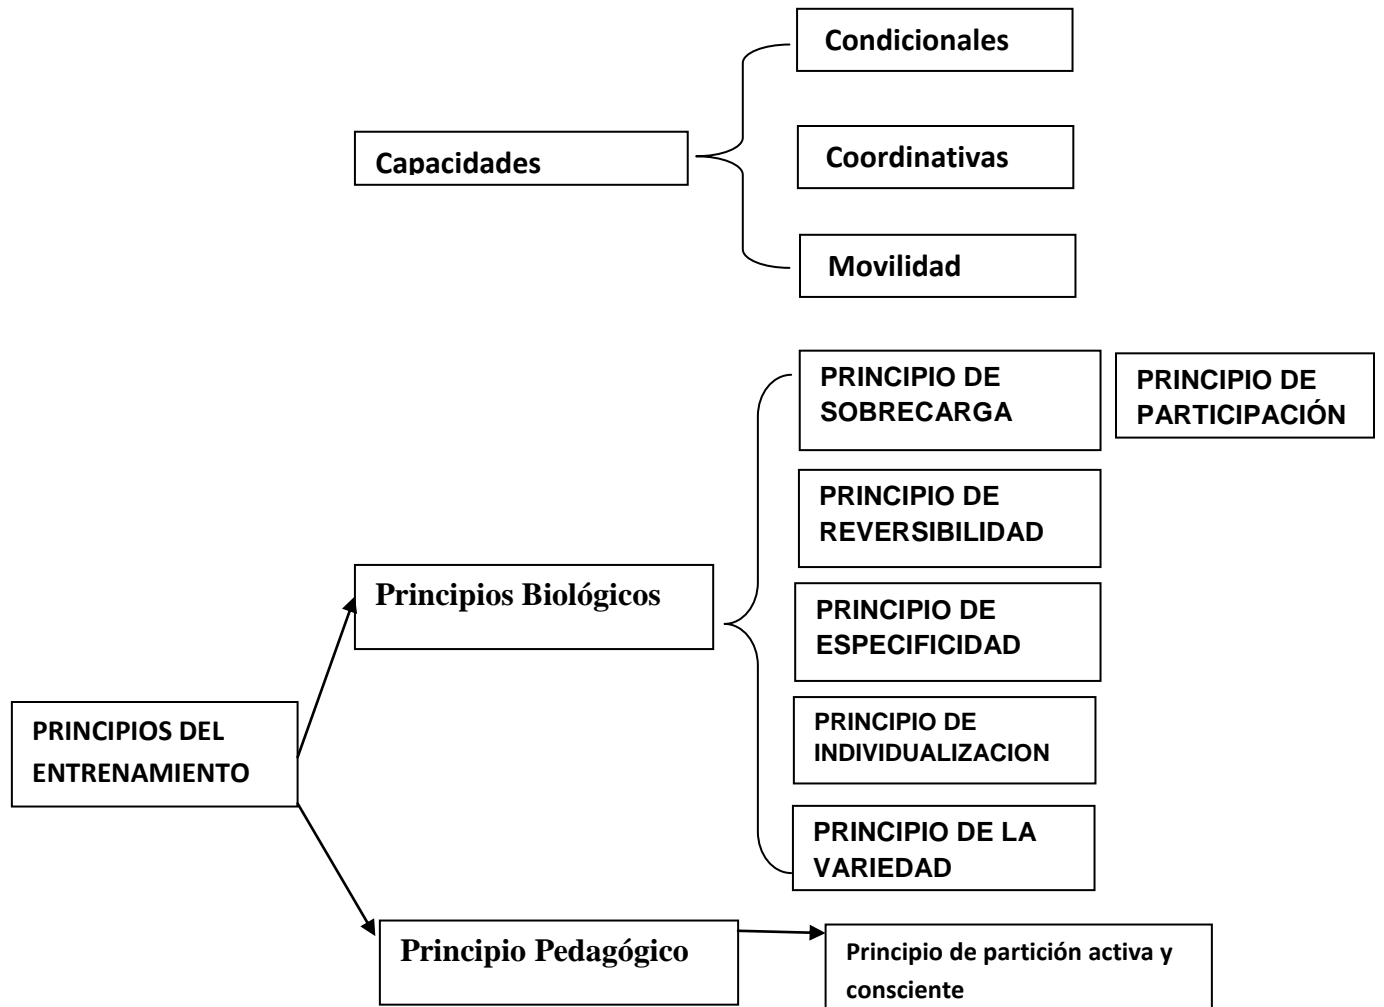 Condicionales
Capacidades
Coordinativas
Movilidad
PRINCIPIO DE
SOBRECARGA
PRINCIPIO DE
PARTICIPACIÓN
PRINCIPIO DE
REVERSIBILIDAD
Principios Biológicos
PRINCIPIO DE
ESPECIFICIDAD
PRINCIPIOS DEL
ENTRENAMIENTO
PRINCIPIO DE
INDIVIDUALIZACION
PRINCIPIO DE LA
VARIEDAD
Principio Pedagógico
Principio de partición activa y
consciente